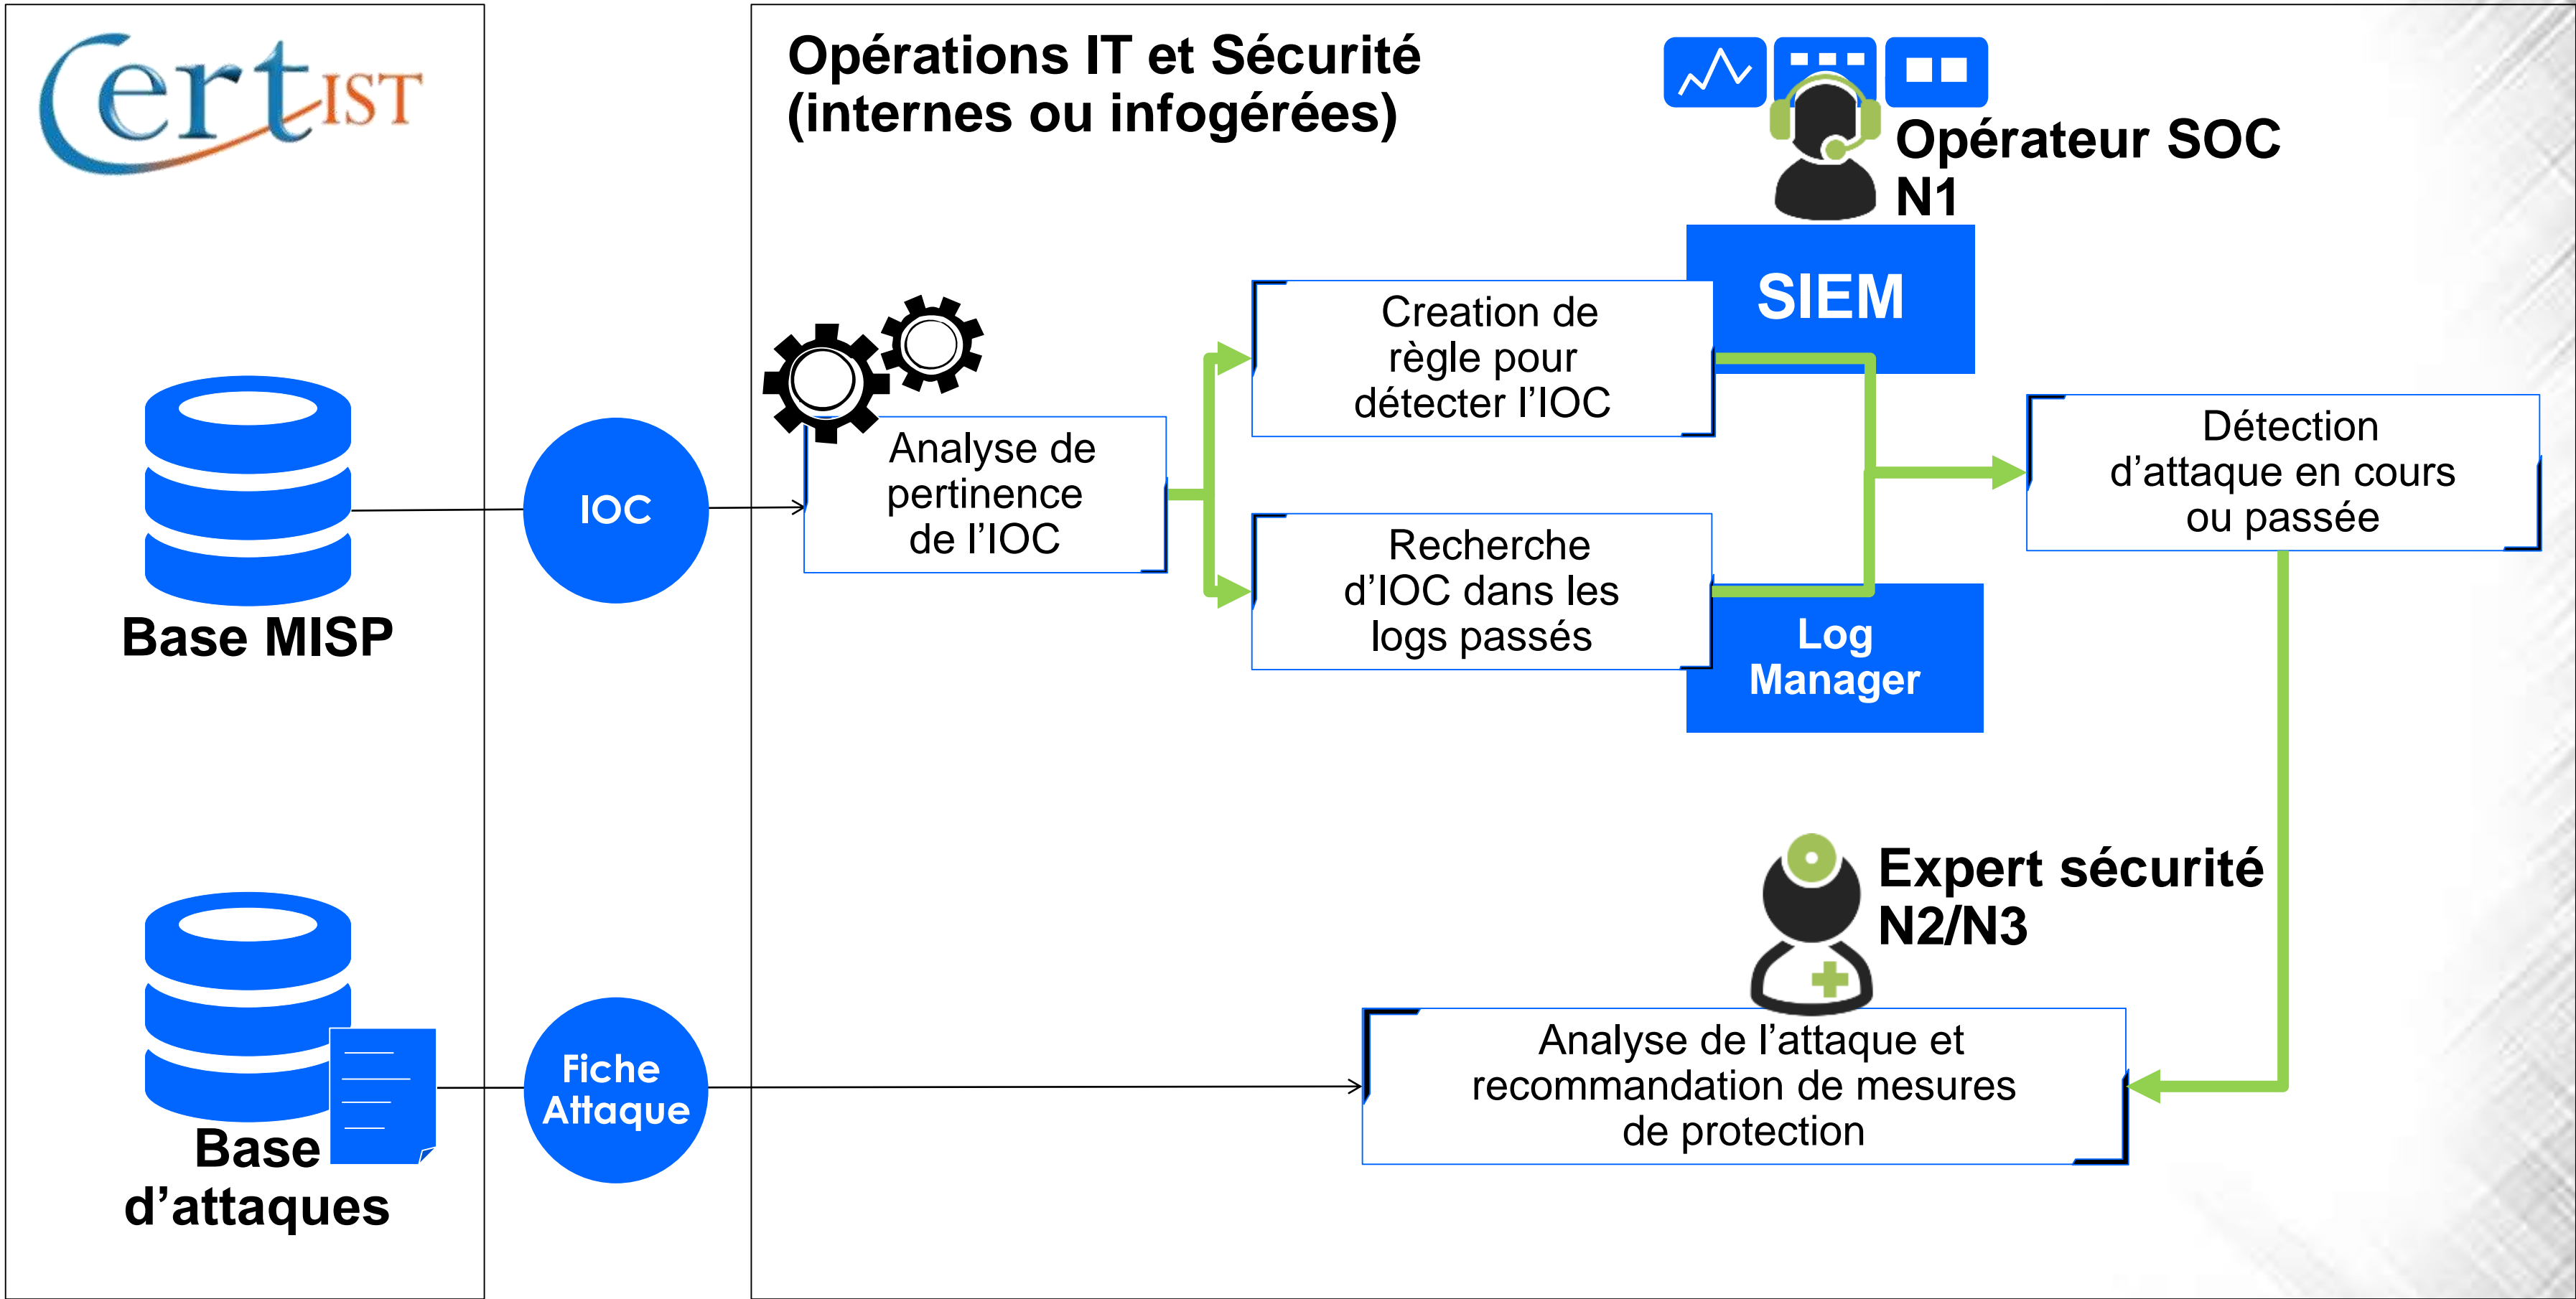 Cert IST
Opérations IT et Sécurité
(internes ou infogérées)
Opérateur SOC
N1
SIEM
Creation de
règle pour
détecter l’IOC
Analyse de
pertinence
de l’IOC
IOC
Base MISP
Recherche
d’IOC dans les
logs passés
Log
Manager
Détection
d’attaque en cours
ou passée
Expert sécurité
N2/N3
Analyse de l’attaque et
recommandation de mesures
de protection
Fiche
Attaque
Base
d’attaques